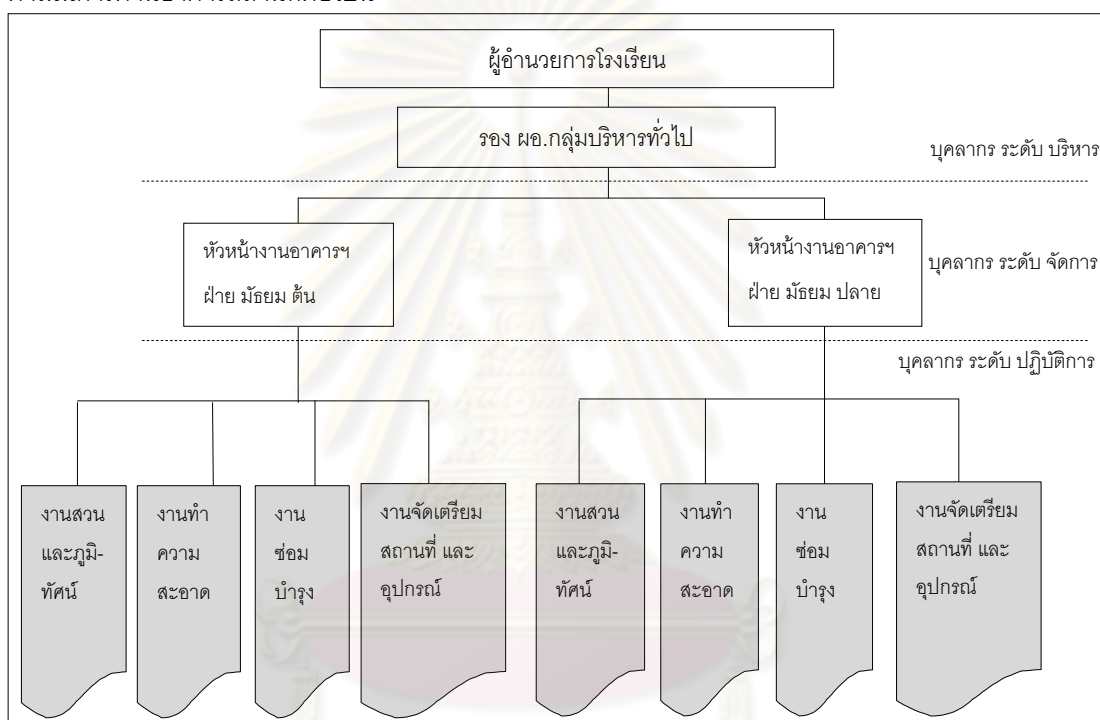 ผู้อำนวยการโรงเรียน
รอง ผอ.กลุ่มบริหารทั่วไป
บุคลากร ระดับ บริหาร
หัวหน้างานอาคารฯ
ฝ่าย มัธยม ต้น
หัวหน้างานอาคารฯ
ฝ่าย มัธยม ปลาย
บุคลากร ระดับ จัดการ
บุคลากร ระดับ ปฏิบัติการ
งานสวน
และภูมิ-
ทัศน์
งานทำ
ความ
สะอาด
งาน
ซ่อม
บำรุง
งานจัดเตรียม
สถานที่ และ
อุปกรณ์
งานสวน
และภูมิ-
ทัศน์
งานทำ
ความ
สะอาด
งาน
ซ่อม
บำรุง
งานจัดเตรียม
สถานที่ และ
อุปกรณ์